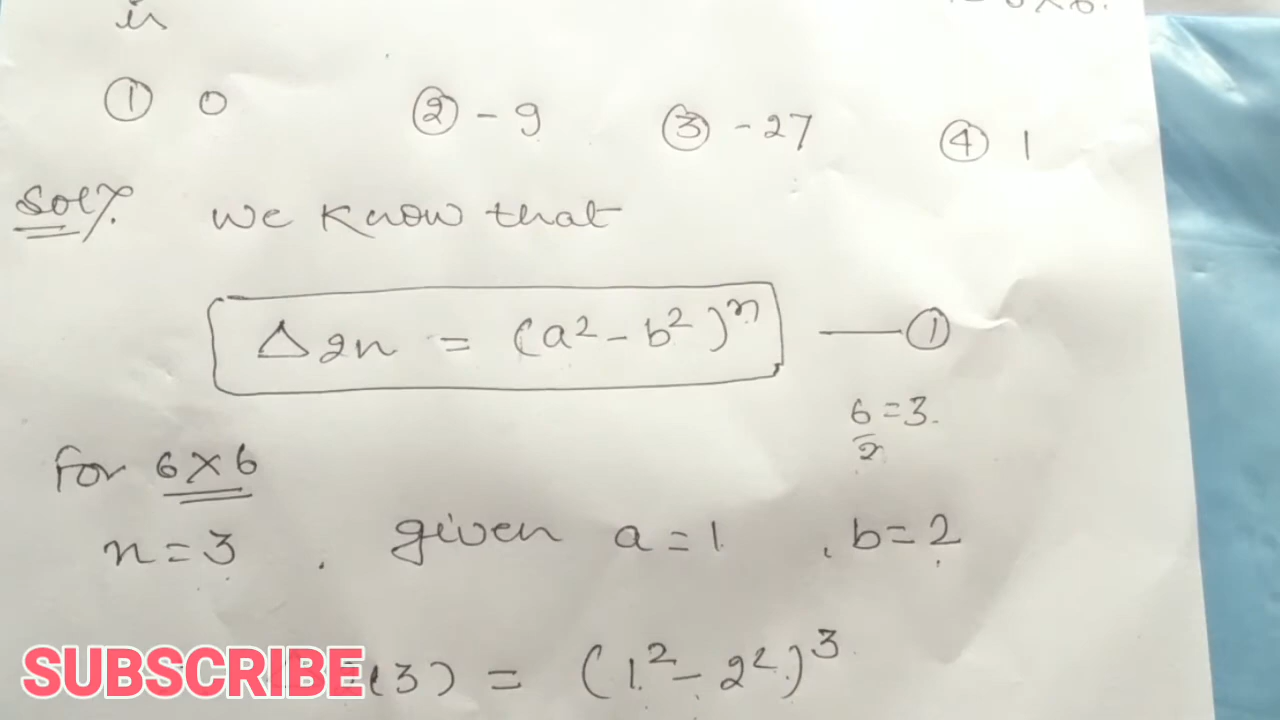 is
① 0 ② - 9 ③ - 27 ④ 1
Sol%. we know that
Δ2n = (a² - b²)ⁿ —— ①
6/2 = 3.
For 6×6
n = 3 . given a = 1 , b = 2
(3) = (1² - 2²)³
SUBSCRIBE